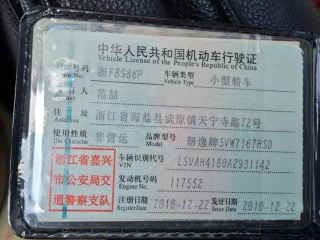 中华人民共和国机动车行驶证
Vehicle License of the People's Republic of China
号牌号码 浙F8986P 车辆类型 小型轿车
Plate No. Vehicle Type
范喆
住 址 浙江省海盐县武原镇天宁寺路72号
Address
使用性质 非营运 品牌型号 朗逸牌SVW7167HSD
Use Character Model
浙江省嘉兴 车辆识别代号 LSVAH4180A2931142
VIN
市公安局交 发动机号码 117552
Engine No.
通警察支队 注册日期 2010-12-22 发证日期 2010-12-22
Register Date Issue Date